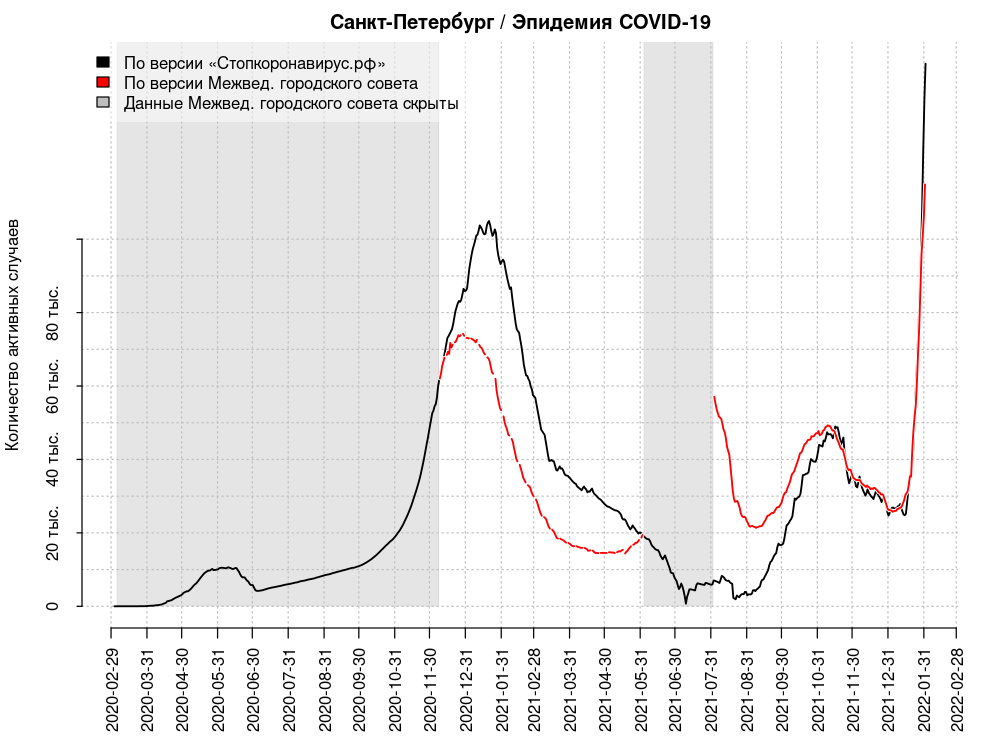 Санкт-Петербург / Эпидемия COVID-19
По версии «Стопкоронавирус.рф»
По версии Межвед. городского совета
Данные Межвед. городского совета скрыты
Количество активных случаев
80 тыс.
60 тыс.
40 тыс.
20 тыс.
0
2020-02-29
2020-03-31
2020-04-30
2020-05-31
2020-06-30
2020-07-31
2020-08-31
2020-09-30
2020-10-31
2020-11-30
2020-12-31
2021-01-31
2021-02-28
2021-03-31
2021-04-30
2021-05-31
2021-06-30
2021-07-31
2021-08-31
2021-09-30
2021-10-31
2021-11-30
2021-12-31
2022-01-31
2022-02-28